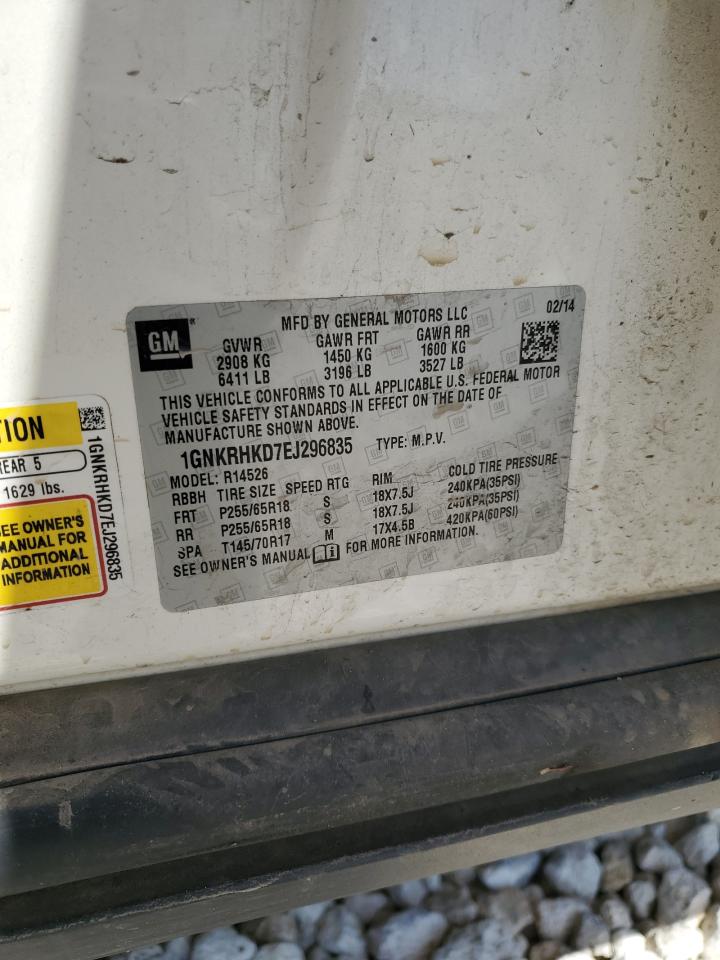 GM
MFD BY GENERAL MOTORS LLC
02/14
GVWR GAWR FRT GAWR RR
2908 KG 1450 KG 1600 KG
6411 LB 3196 LB 3527 LB
THIS VEHICLE CONFORMS TO ALL APPLICABLE U.S. FEDERAL MOTOR
VEHICLE SAFETY STANDARDS IN EFFECT ON THE DATE OF
MANUFACTURE SHOWN ABOVE.
1GNKRHKD7EJ296835 TYPE: M.P.V.
MODEL: R14526
RBBH TIRE SIZE SPEED RTG RIM COLD TIRE PRESSURE
FRT P255/65R18 S 18X7.5J 240KPA(35PSI)
RR P255/65R18 S 18X7.5J 240KPA(35PSI)
SPA T145/70R17 M 17X4.5B 420KPA(60PSI)
SEE OWNER'S MANUAL FOR MORE INFORMATION.
TION
EAR 5
1629 lbs.
SEE OWNER'S
MANUAL FOR
ADDITIONAL
INFORMATION
1GNKRHKD7EJ296835